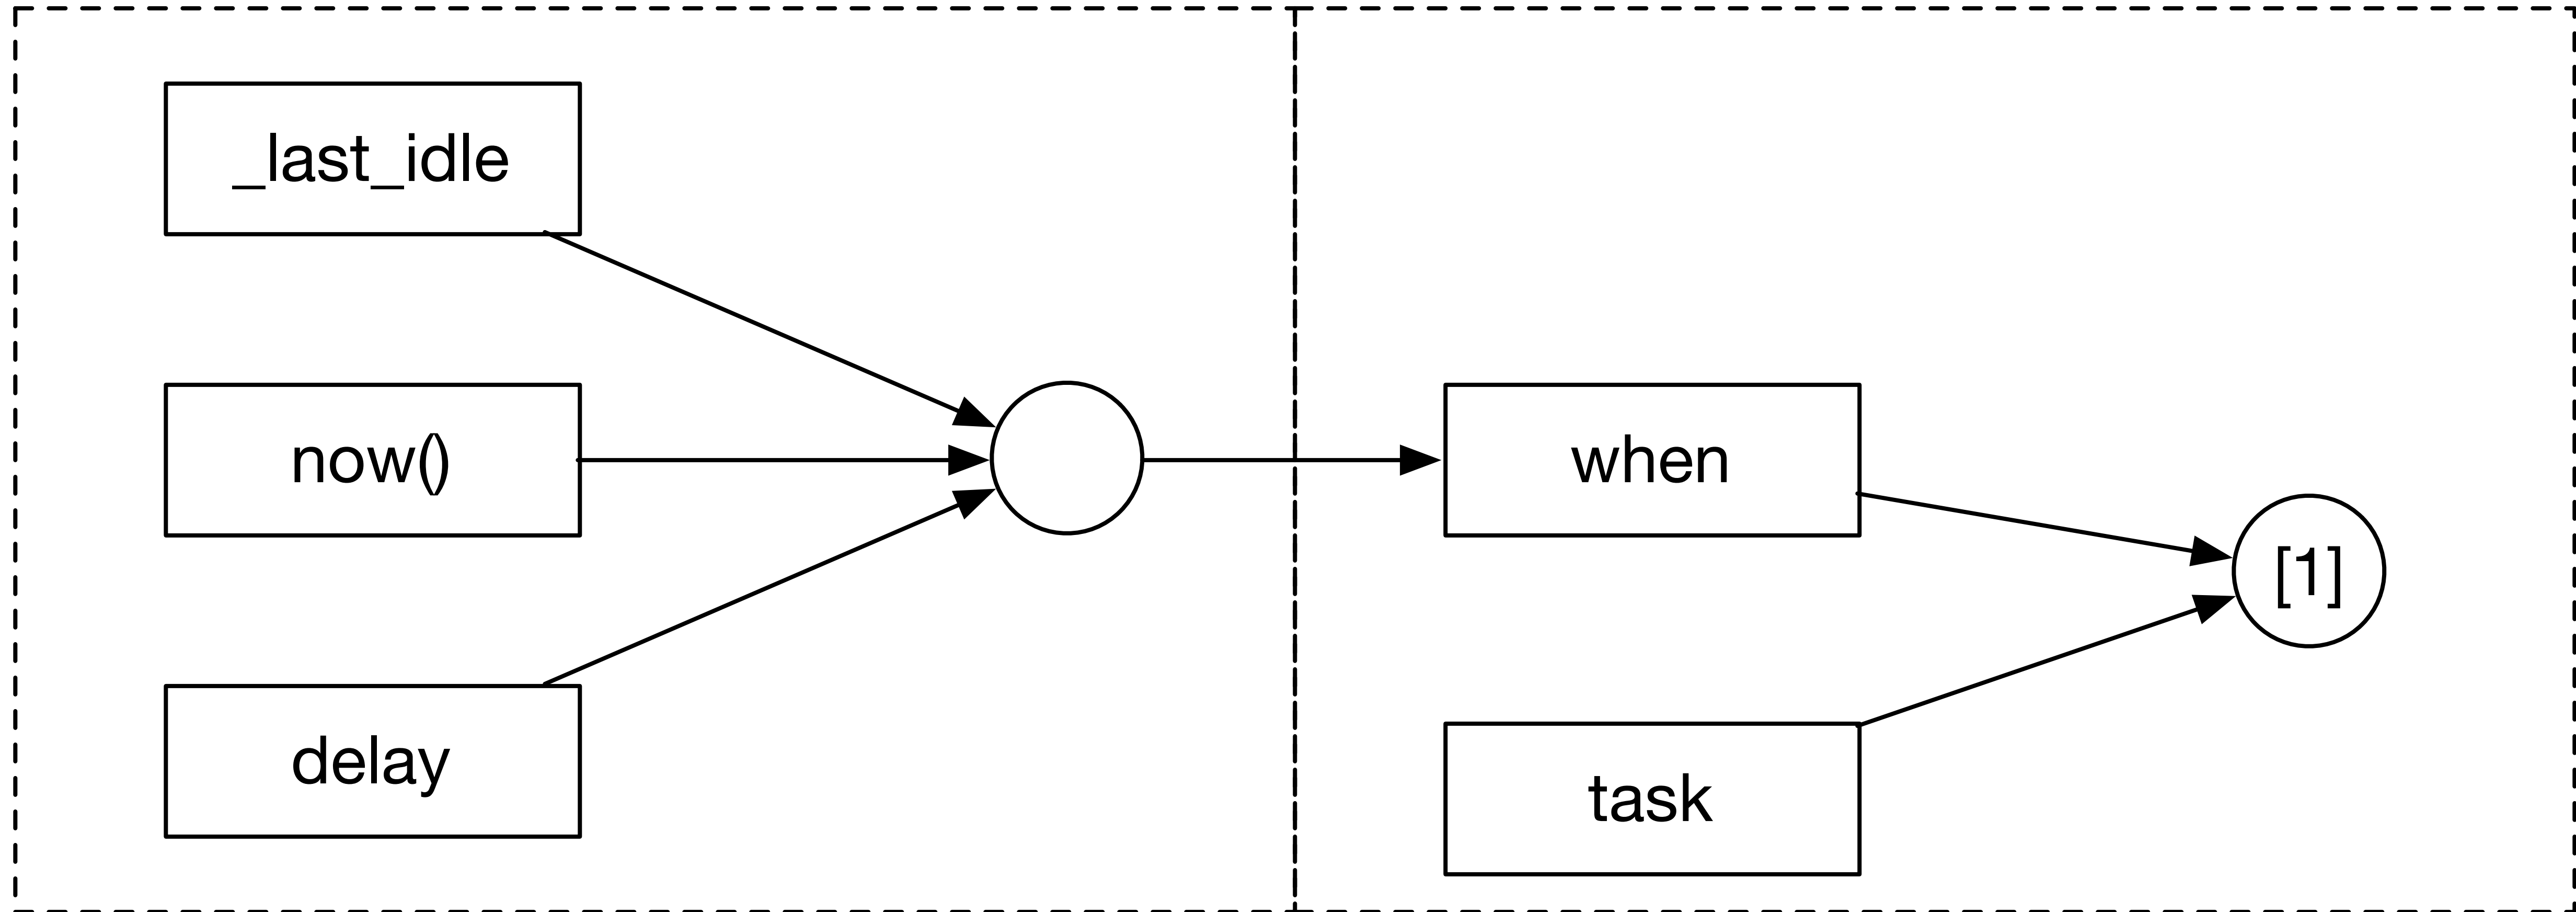 _last_idle
now()
delay
when
task
[1]